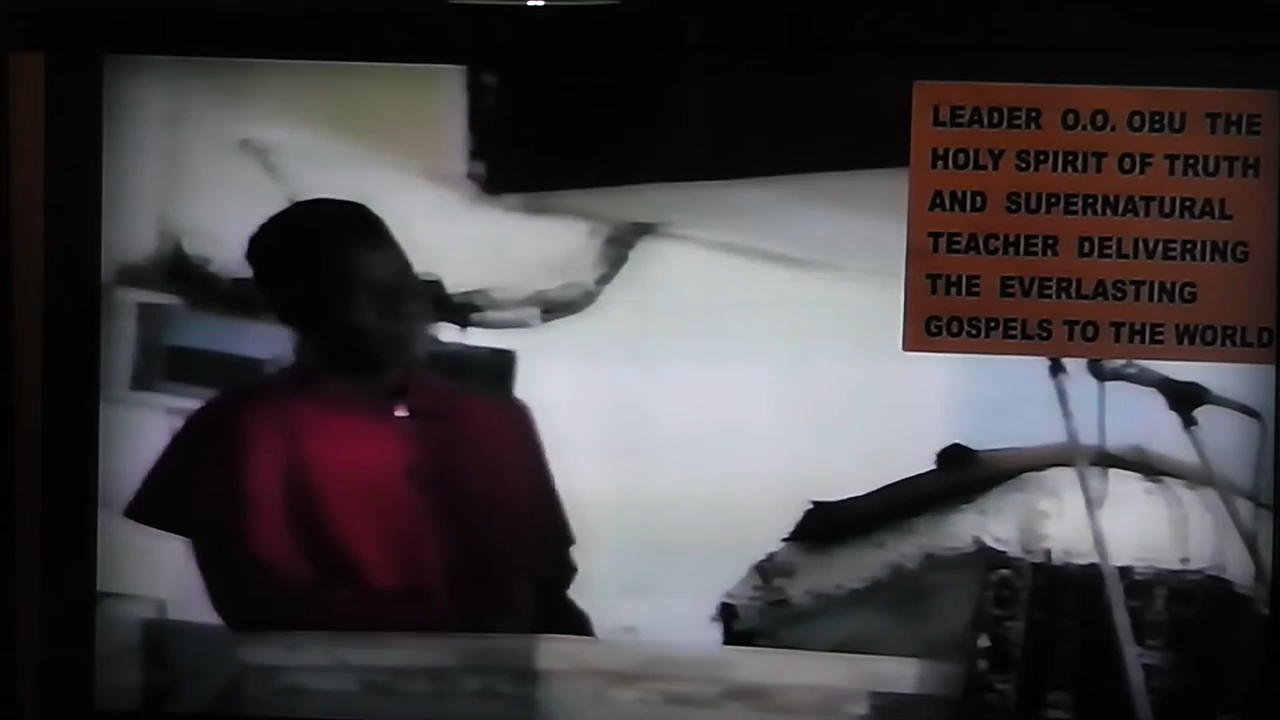 LEADER O.O. OBU THE
HOLY SPIRIT OF TRUTH
AND SUPERNATURAL
TEACHER DELIVERING
THE EVERLASTING
GOSPELS TO THE WORLD